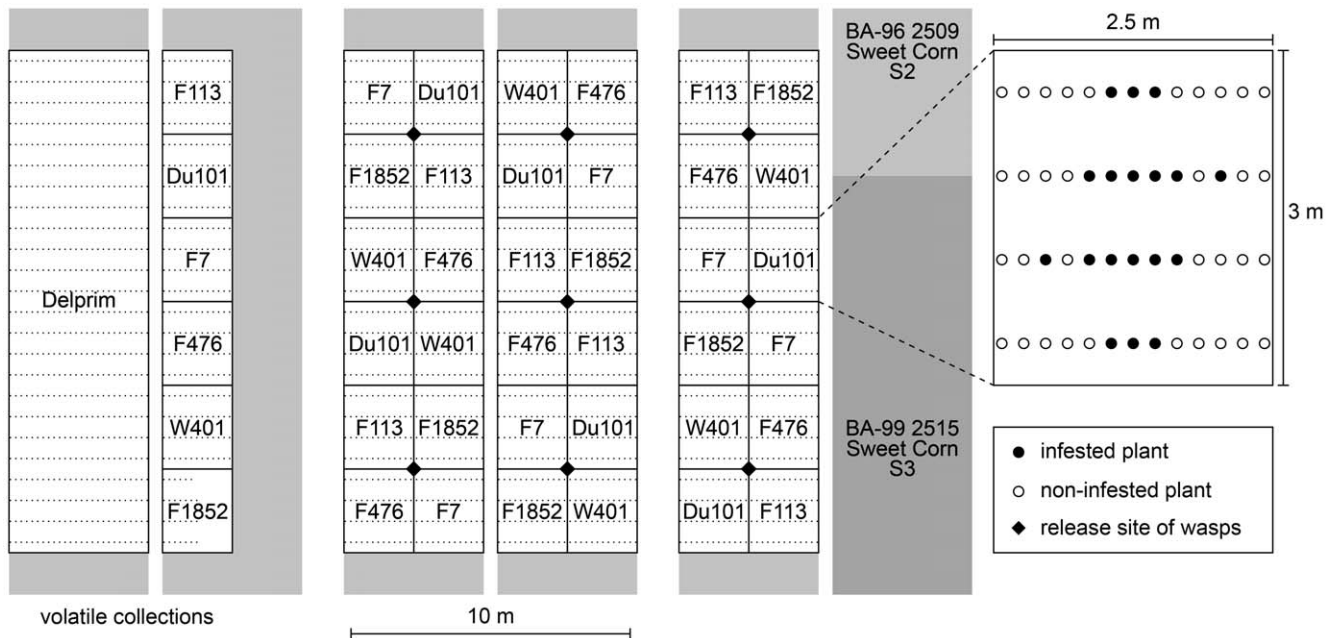 Delprim
F113
Du101
F7
F476
W401
F1852
volatile collections
F7 Du101
F1852 F113
W401 F476
Du101 W401
F113 F1852
F476 F7
W401 F476
Du101 F7
F113 F1852
F476 F113
F7 Du101
F1852 W401
10 m
F113 F1852
F476 W401
F7 Du101
F1852 F7
W401 F476
Du101 F113
BA-96 2509
Sweet Corn
S2
BA-99 2515
Sweet Corn
S3
2.5 m
3 m
infested plant
non-infested plant
release site of wasps